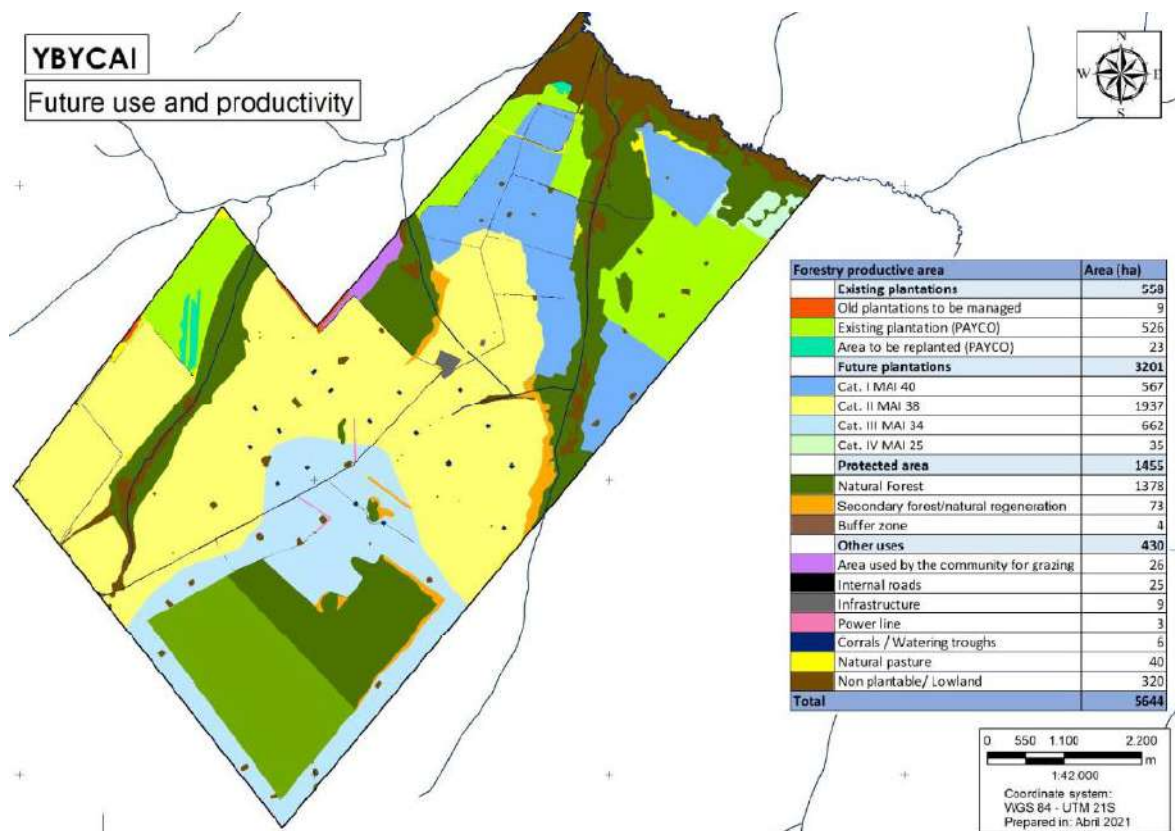 YBYCAI
Future use and productivity
N
W E
S
Forestry productive area Area (ha)
Existing plantations 558
Old plantations to be managed 9
Existing plantation (PAYCO) 526
Area to be replanted (PAYCO) 23
Future plantations 3201
Cat. I MAI 40 567
Cat. II MAI 38 1937
Cat. III MAI 34 662
Cat. IV MAI 25 35
Protected area 1455
Natural Forest 1378
Secondary forest/natural regeneration 73
Buffer zone 4
Other uses 430
Area used by the community for grazing 26
Internal roads 25
Infrastructure 9
Power line 3
Corrals / Watering troughs 6
Natural pasture 40
Non plantable/ Lowland 320
Total 5644
0 550 1.100 2.200
m
1:42.000
Coordinate system:
WGS 84 - UTM 21S
Prepared in: Abril 2021